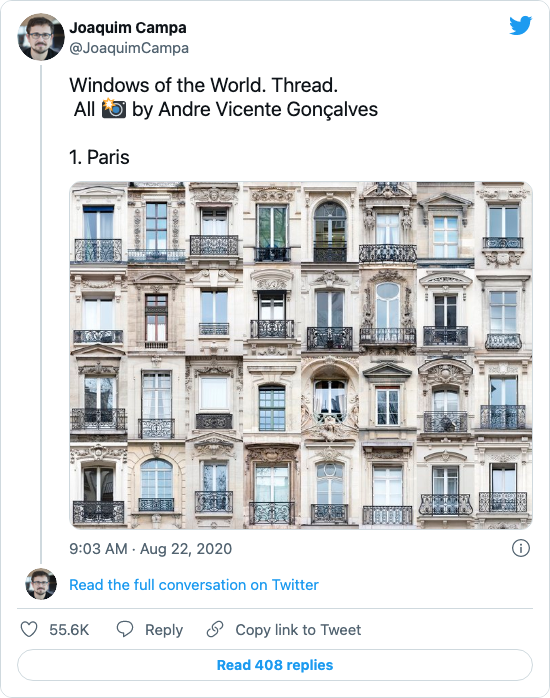 Joaquim Campa
@JoaquimCampa
Windows of the World. Thread.
All 📸 by Andre Vicente Gonçalves
1. Paris
9:03 AM · Aug 22, 2020
Read the full conversation on Twitter
55.6K Reply Copy link to Tweet
Read 408 replies